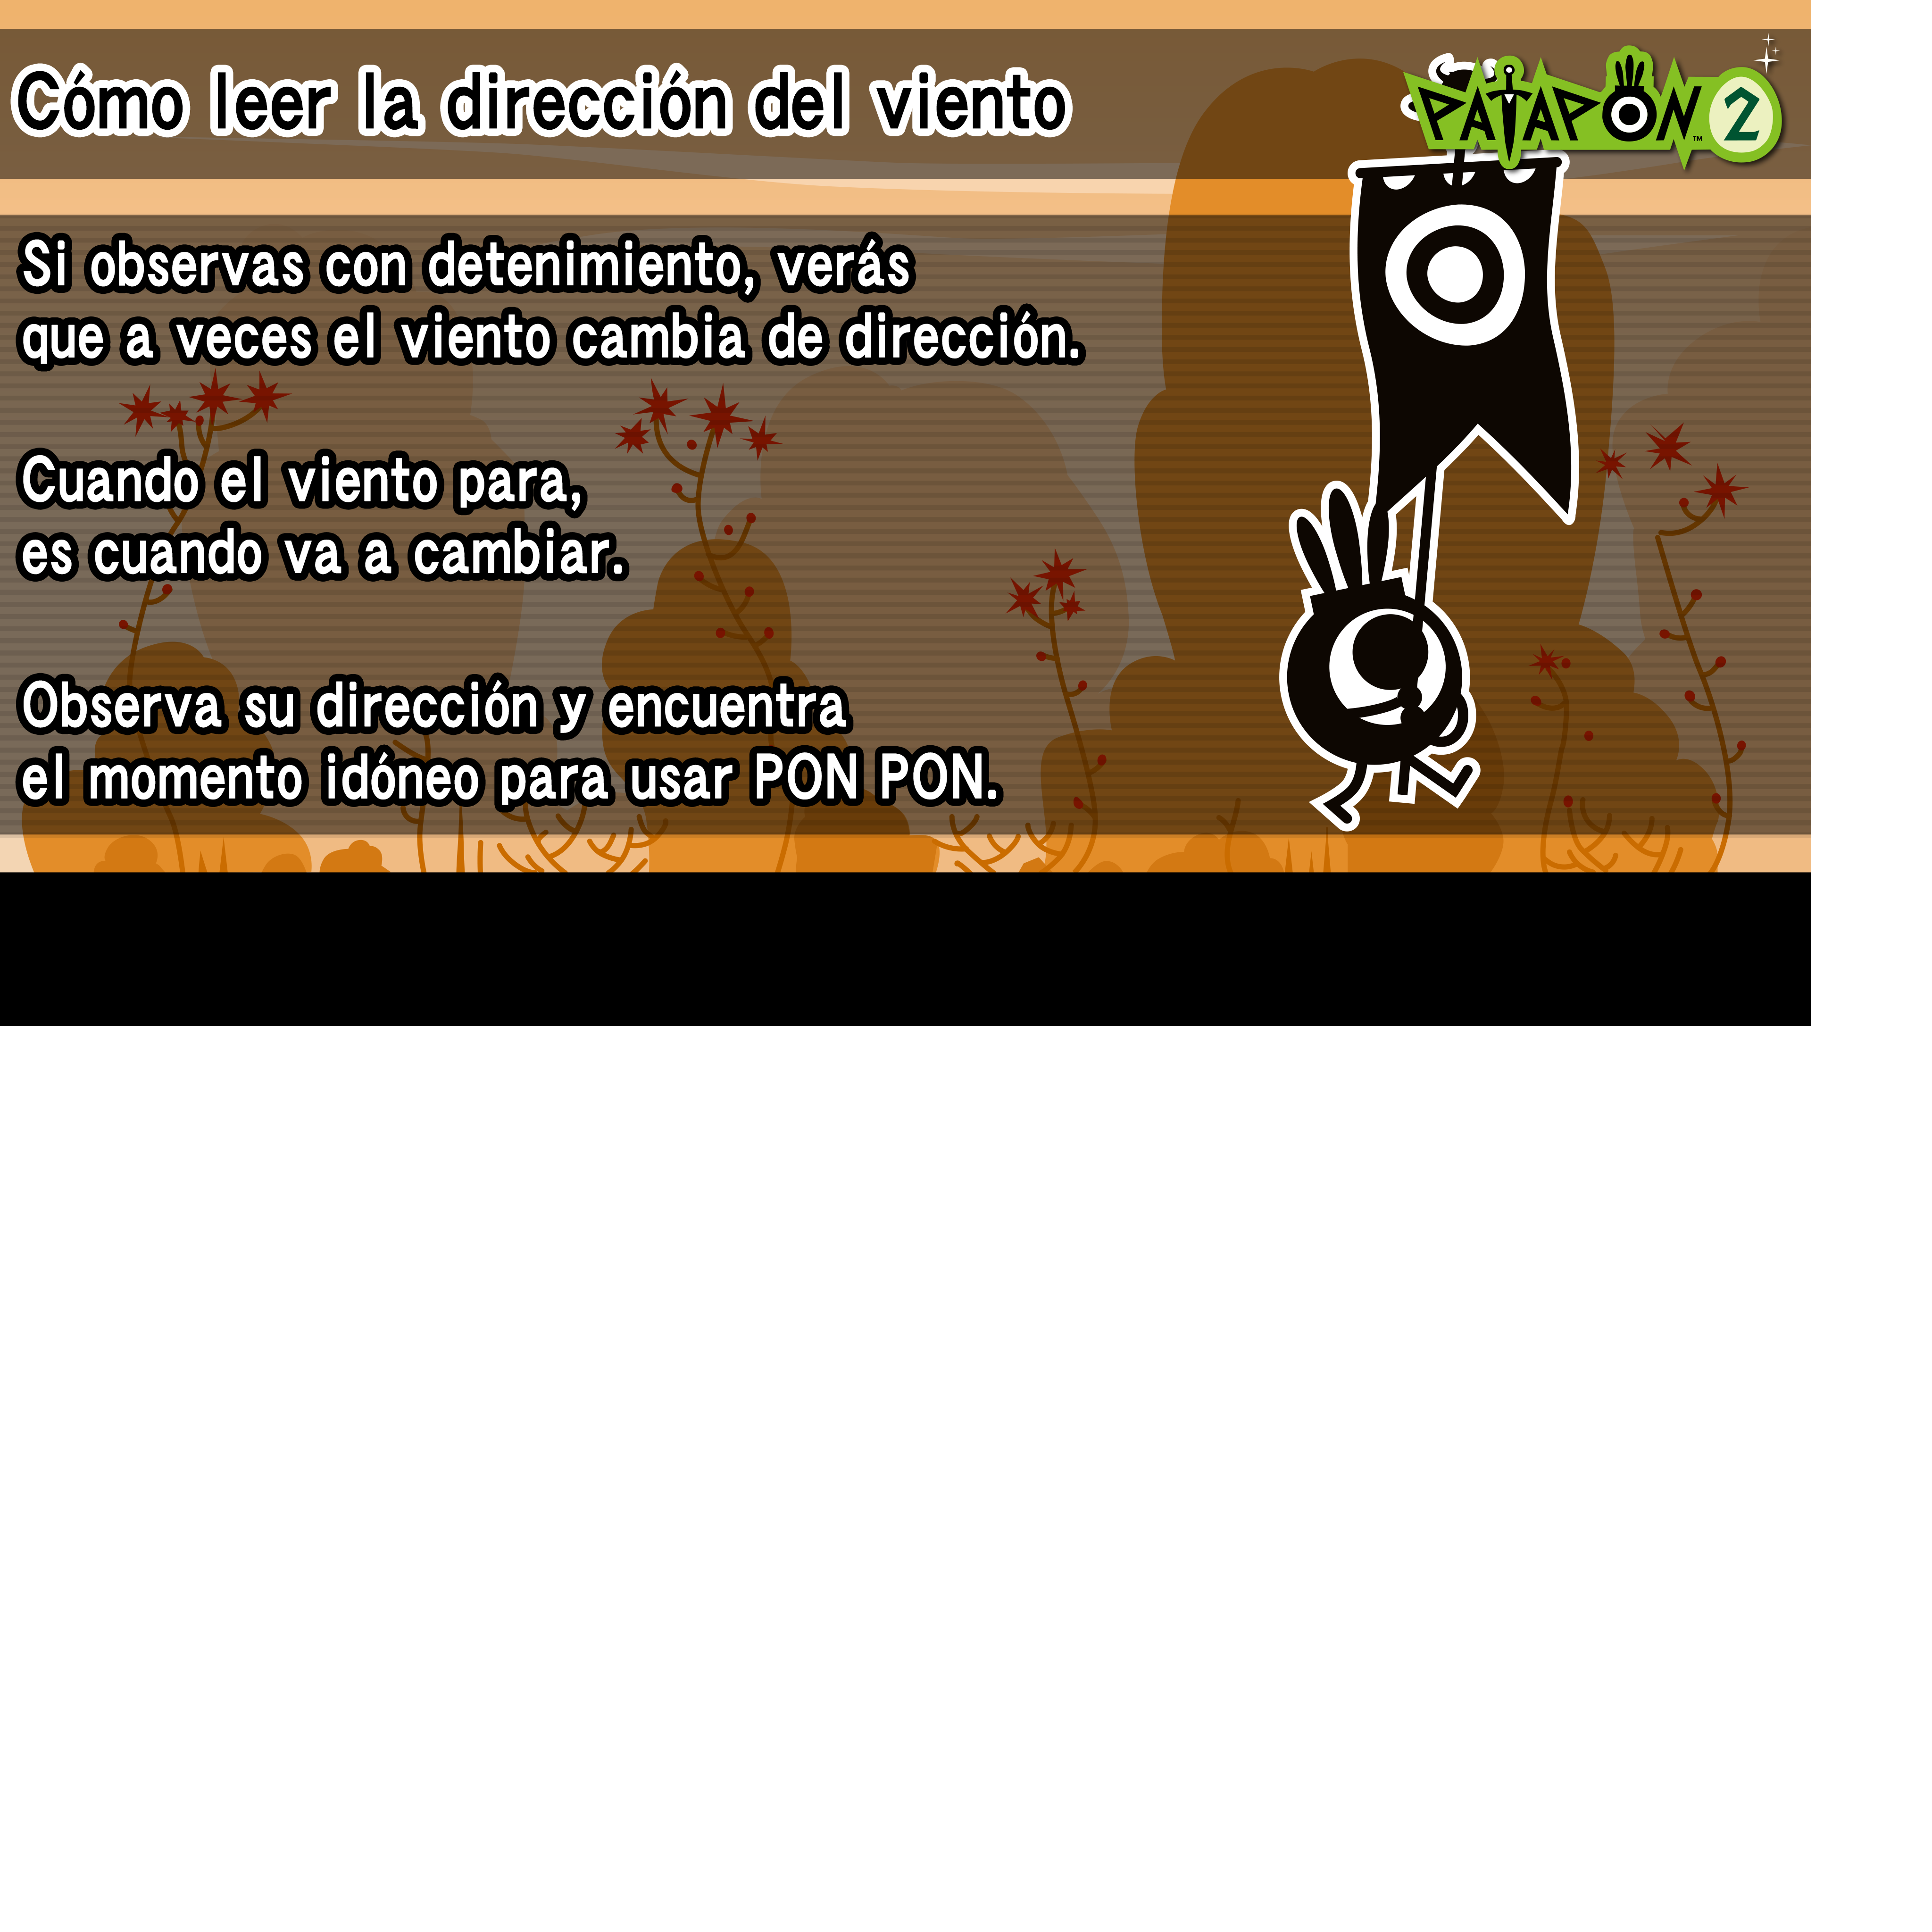 Cómo leer la dirección del viento
PATAPON 2
™
Si observas con detenimiento, verás
que a veces el viento cambia de dirección.
Cuando el viento para,
es cuando va a cambiar.
Observa su dirección y encuentra
el momento idóneo para usar PON PON.